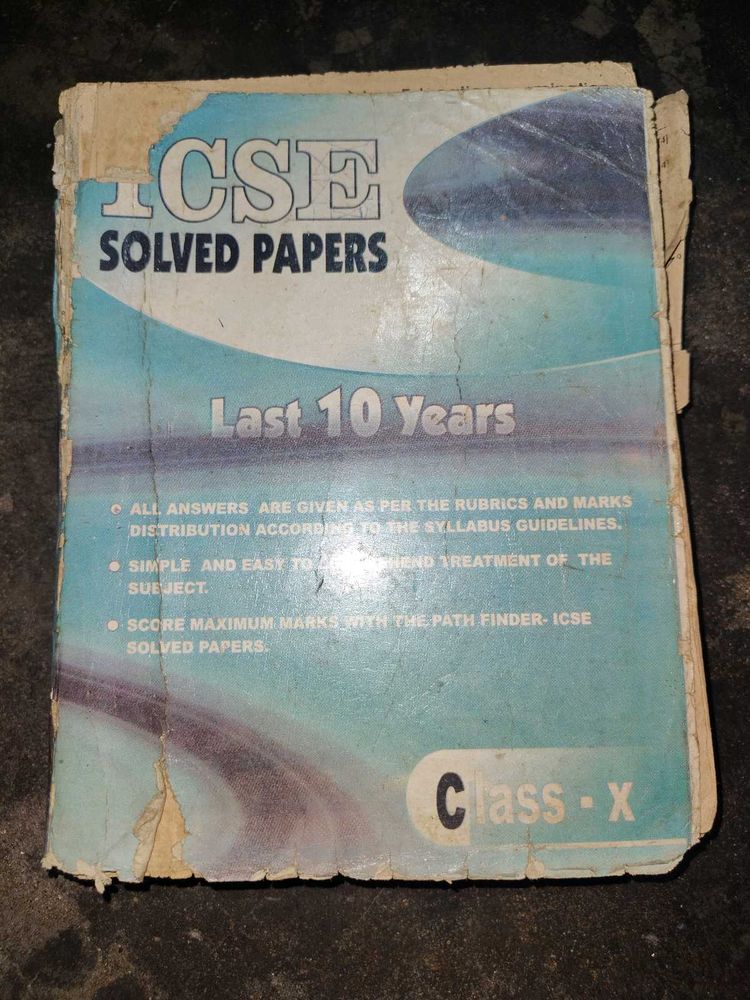 ICSE
SOLVED PAPERS
Last 10 Years
ALL ANSWERS ARE GIVEN AS PER THE RUBRICS AND MARKS
DISTRIBUTION ACCORDING TO THE SYLLABUS GUIDELINES.
SIMPLE AND EASY TO COMPREHEND TREATMENT OF THE
SUBJECT.
SCORE MAXIMUM MARKS WITH THE PATH FINDER- ICSE
SOLVED PAPERS.
Class - X